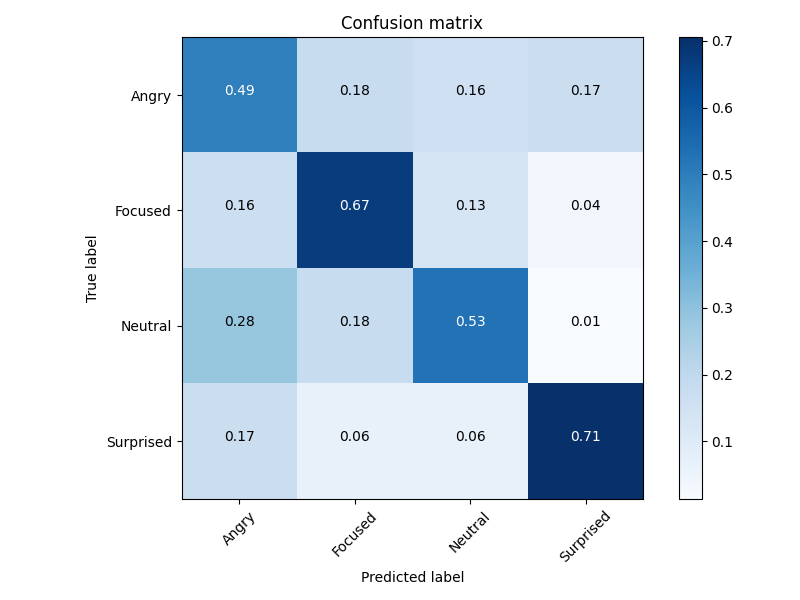 Confusion matrix
Angry 0.49 0.18 0.16 0.17
Focused 0.16 0.67 0.13 0.04
Neutral 0.28 0.18 0.53 0.01
Surprised 0.17 0.06 0.06 0.71
Angry Focused Neutral Surprised
Predicted label
True label
0.7
0.6
0.5
0.4
0.3
0.2
0.1